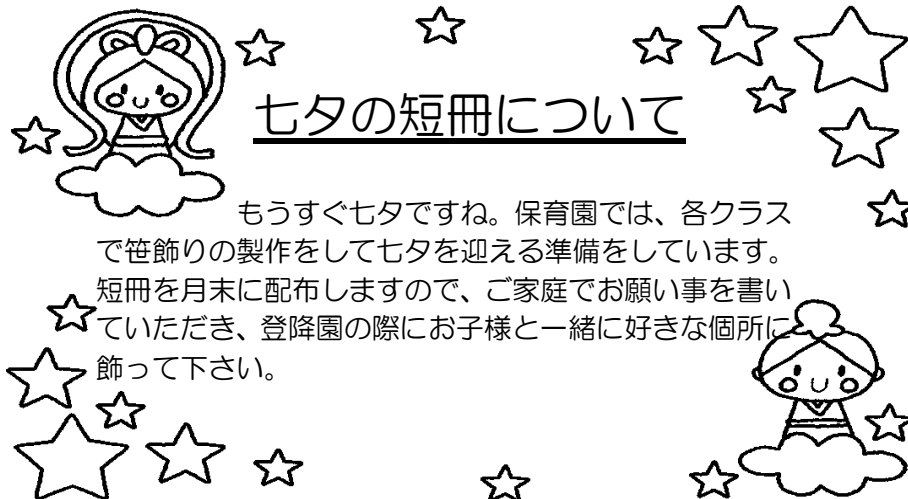 七夕の短冊について
もうすぐ七夕ですね。保育園では、各クラス
で笹飾りの製作をして七夕を迎える準備をしています。
短冊を月末に配布しますので、ご家庭でお願い事を書い
ていただき、登降園の際にお子様と一緒に好きな個所に
飾って下さい。